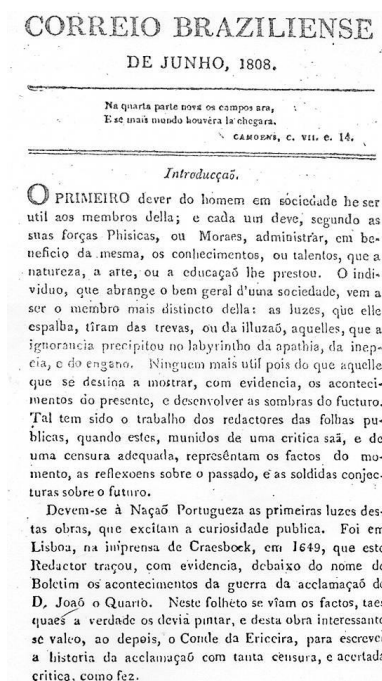 CORREIO BRAZILIENSE
DE JUNHO, 1808.
Na quarta parte nova os campos ara,
E se mais mundo houvéra la chegara.
CAMOENS, C. VII. e. 14.
Introducçaõ.
O PRIMEIRO dever do homem em sociedade he ser
util aos membros della; e cada um deve, segundo as
suas forças Phisicas, ou Moraes, administrar, em be-
neficio da mesma, os conhecimentos, ou talentos, que a
natureza, a arte, ou a educaçaõ lhe prestou. O indi-
viduo, que abrange o bem geral d'uma sociedade, vem a
ser o membro mais distincto della: as luzes, que elle
espalha, tiram das trevas, ou da illuzaõ, aquelles, que a
ignorancia precipitou no labyrintho da apathia, da inep-
cia, e do engano. Ninguem mais util pois do que aquelle
que se destina a mostrar, com evidencia, os aconteci-
mentos do presente, e desenvolver as sombras do fucturo.
Tal tem sido o trabalho dos redactores das folhas pu-
blicas, quando estes, munidos de uma critica saã, e de
uma censura adequada, represêntam os factos do mo-
mento, as reflexoens sobre o passado, e as soldidas conjec-
turas sobre o futuro.
Devem-se à Naçaõ Portugueza as primeiras luzes des-
tas obras, que excitam a curiosidade publica. Foi em
Lisboa, na imprensa de Craesbeck, em 1649, que este
Redactor traçou, com evidencia, debaixo do nome de
Boletim os acontecimentos da guerra da acclamaçaõ de
D. Joaõ o Quarto. Neste folheto se vîam os factos, taes
quaes a verdade os devia pintar, e desta obra interessante
se valeo, ao depois, o Conde da Ericeira, para escrever
a historia da acclamaçaõ com tanta censura, e acertada
critica, como fez.